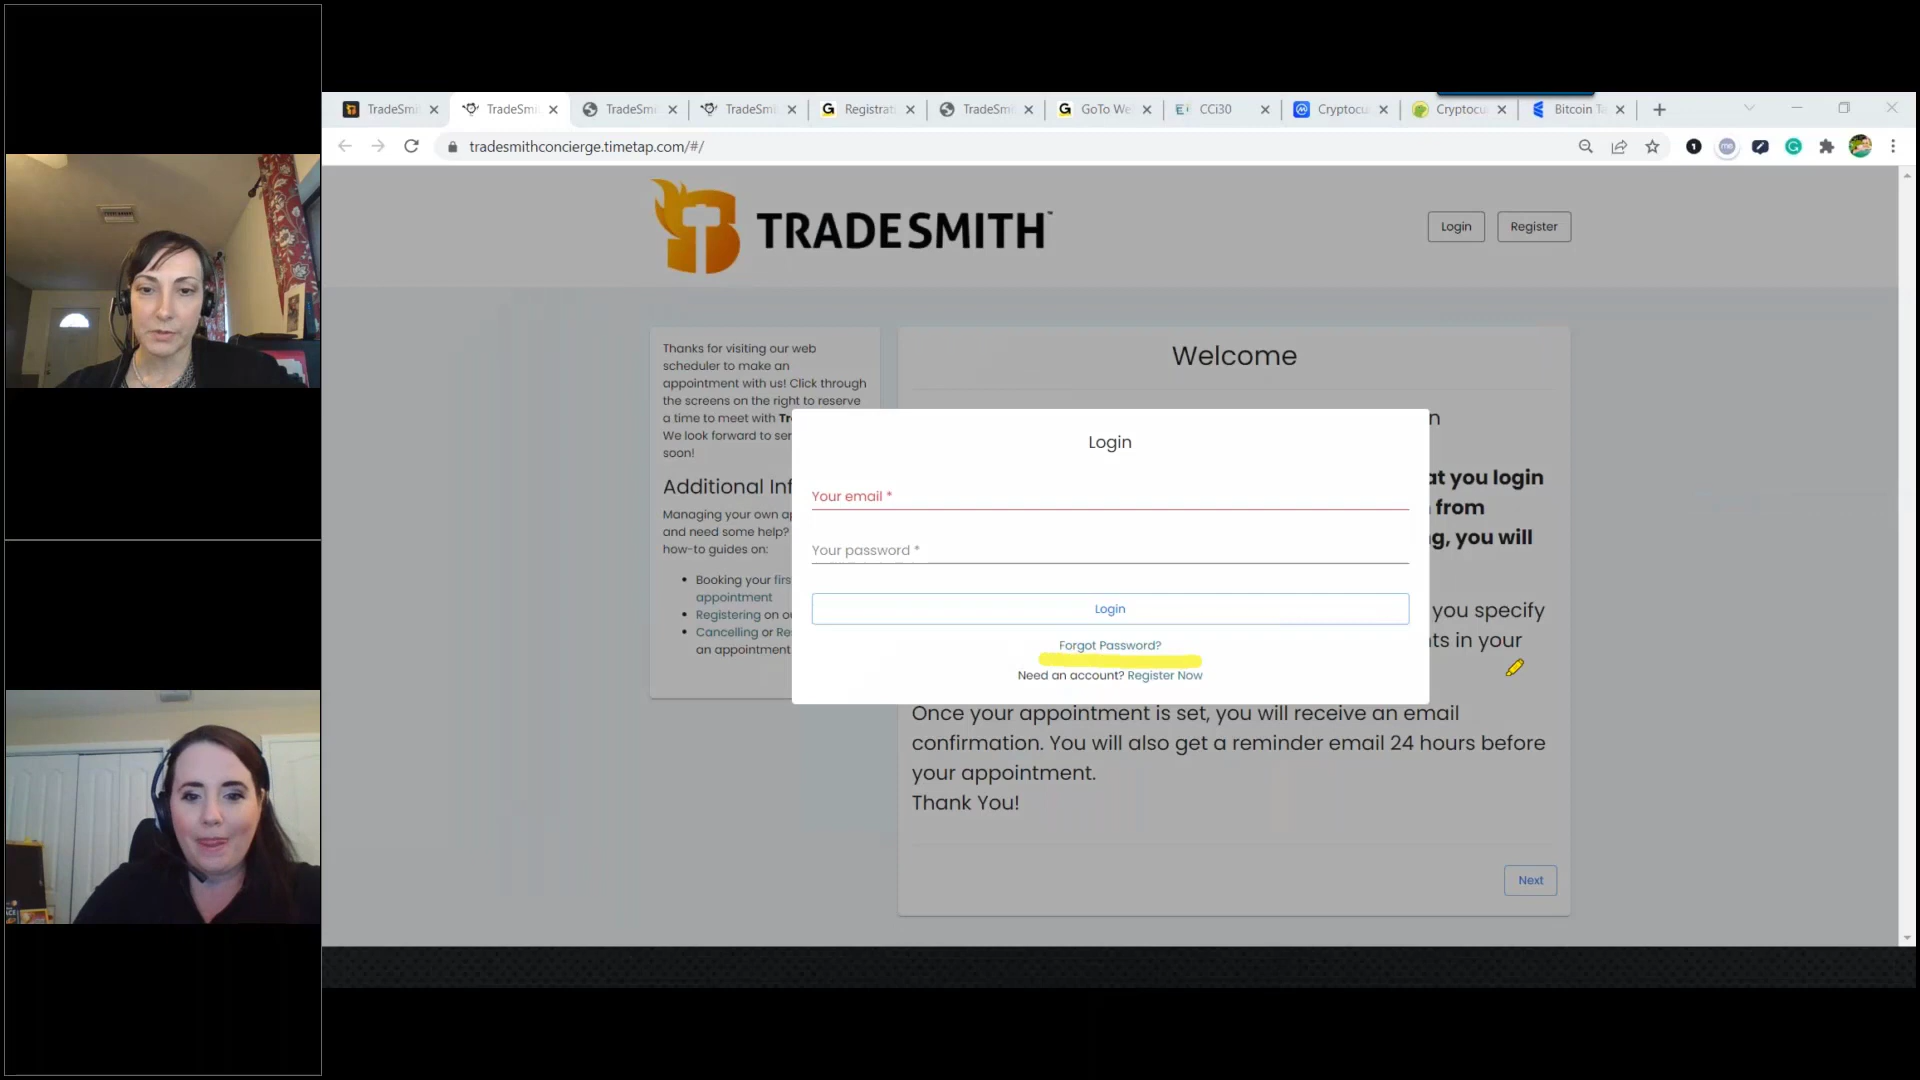 TradeSmi
TradeSmi
TradeSmi
TradeSmi
Registrat
TradeSmi
GoTo We
CCi30
Cryptocu
Cryptocu
Bitcoin T
tradesmithconcierge.timetap.com/#/
TRADESMITH™
Login
Register
Thanks for visiting our web
scheduler to make an
appointment with us! Click through
the screens on the right to reserve
a time to meet with Tr
We look forward to ser
soon!
Additional Inf
Managing your own ap
and need some help?
how-to guides on:
• Booking your firs
appointment
• Registering on o
• Cancelling or Re
an appointment
Welcome
n
at you login
from
g, you will
you specify
ts in your
Login
Your email *
Your password *
Login
Forgot Password?
Need an account? Register Now
Once your appointment is set, you will receive an email
confirmation. You will also get a reminder email 24 hours before
your appointment.
Thank You!
Next